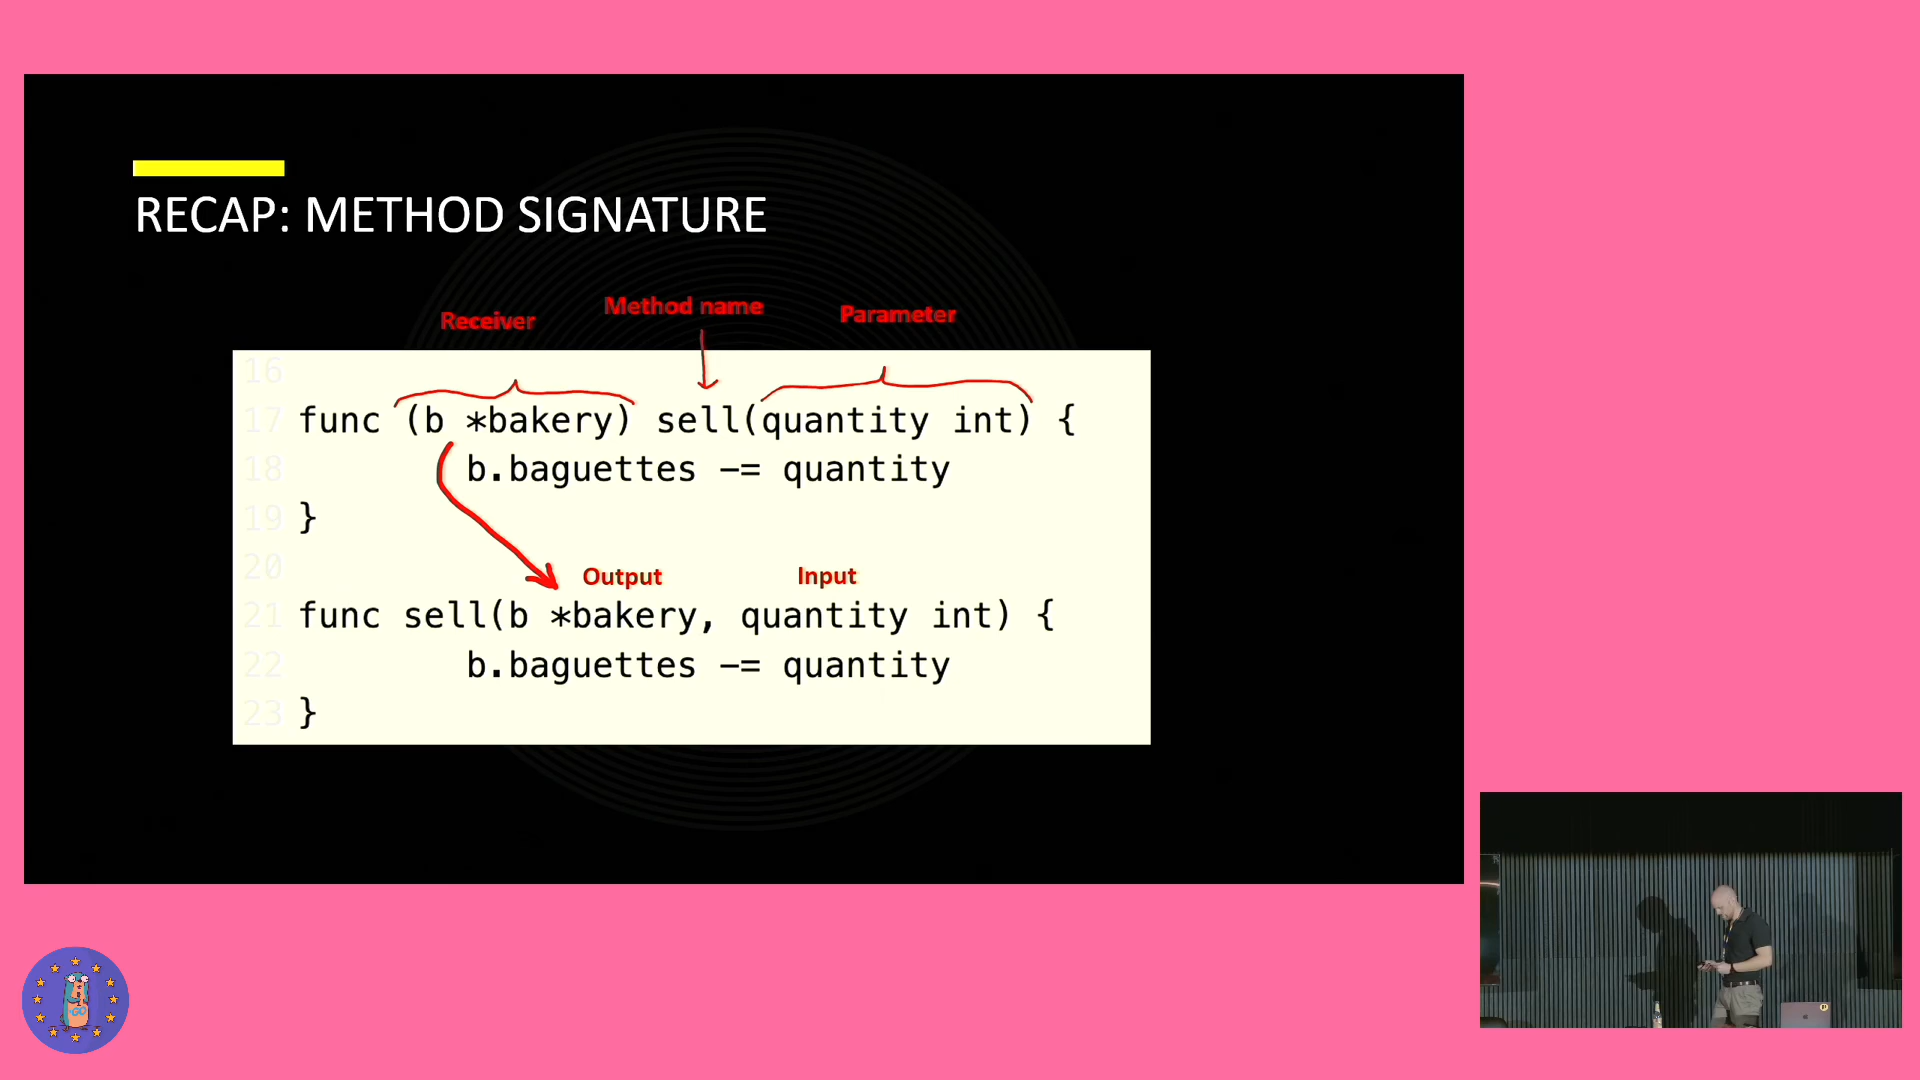 RECAP: METHOD SIGNATURE
Receiver
Method name
Parameter
16
17 func (b *bakery) sell(quantity int) {
18 b.baguettes -= quantity
19 }
20
Output Input
21 func sell(b *bakery, quantity int) {
22 b.baguettes -= quantity
23 }
GO